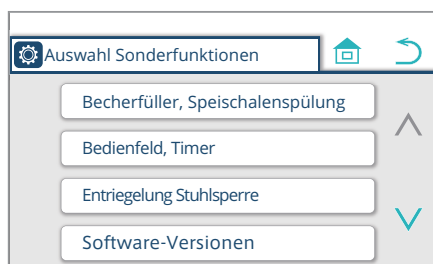 Auswahl Sonderfunktionen
Becherfüller, Speischalenspülung
Bedienfeld, Timer
Entriegelung Stuhlsperre
Software-Versionen